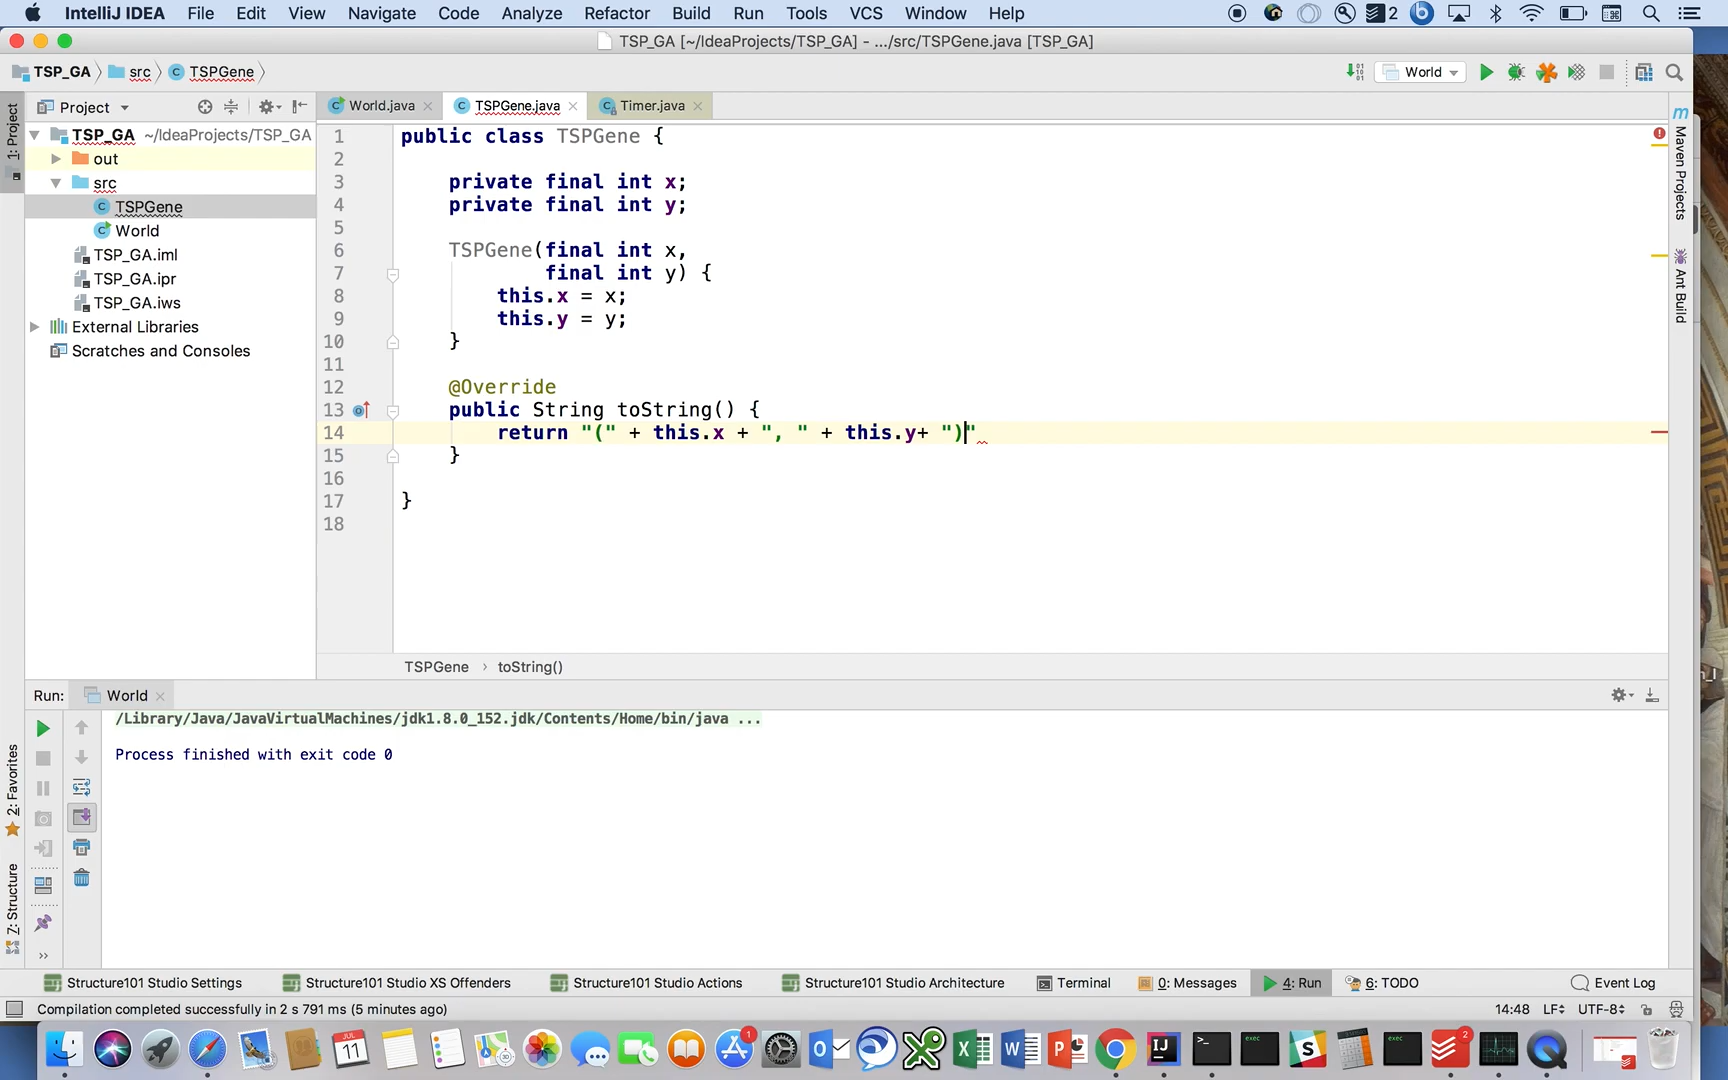 IntelliJ IDEA File Edit View Navigate Code Analyze Refactor Build Run Tools VCS Window Help 2
TSP_GA [~/IdeaProjects/TSP_GA] - .../src/TSPGene.java [TSP_GA]
TSP_GA src TSPGene World
1: Project
Project
World.java TSPGene.java Timer.java
TSP_GA ~/IdeaProjects/TSP_GA
out
src
TSPGene
World
TSP_GA.iml
TSP_GA.ipr
TSP_GA.iws
External Libraries
Scratches and Consoles
1 public class TSPGene {
2
3 private final int x;
4 private final int y;
5
6 TSPGene(final int x,
7 final int y) {
8 this.x = x;
9 this.y = y;
10 }
11
12 @Override
13 public String toString() {
14 return "(" + this.x + ", " + this.y+ ")"
15 }
16
17 }
18
Maven Projects
Ant Build
TSPGene › toString()
Run: World
/Library/Java/JavaVirtualMachines/jdk1.8.0_152.jdk/Contents/Home/bin/java ...
Process finished with exit code 0
2: Favorites
Z: Structure
Structure101 Studio Settings Structure101 Studio XS Offenders Structure101 Studio Actions Structure101 Studio Architecture Terminal 0: Messages 4: Run 6: TODO Event Log
Compilation completed successfully in 2 s 791 ms (5 minutes ago) 14:48 LF UTF-8
JUL
11
1
2